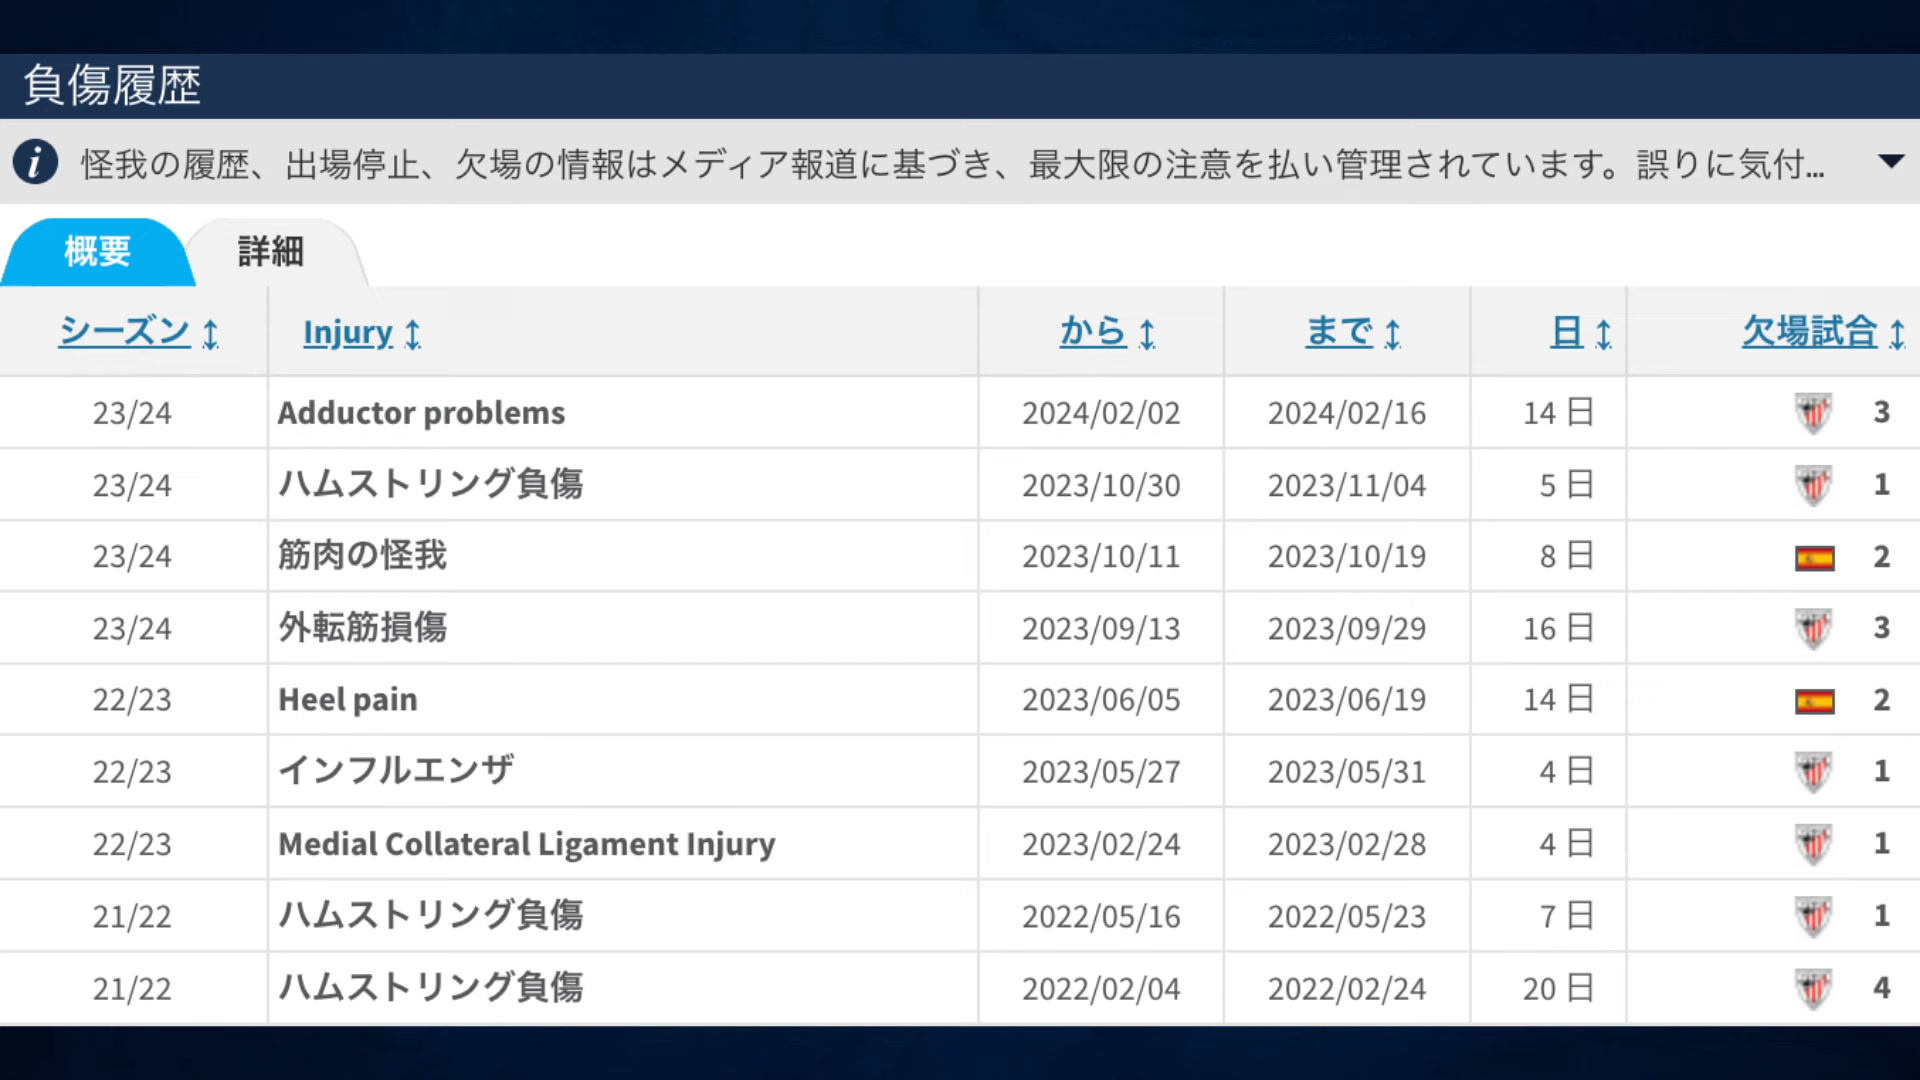 負傷履歴
i 怪我の履歴、出場停止、欠場の情報はメディア報道に基づき、最大限の注意を払い管理されています。誤りに気付...
概要 詳細
シーズン Injury から まで 日 欠場試合
23/24 Adductor problems 2024/02/02 2024/02/16 14 日 3
23/24 ハムストリング負傷 2023/10/30 2023/11/04 5 日 1
23/24 筋肉の怪我 2023/10/11 2023/10/19 8 日 2
23/24 外転筋損傷 2023/09/13 2023/09/29 16 日 3
22/23 Heel pain 2023/06/05 2023/06/19 14 日 2
22/23 インフルエンザ 2023/05/27 2023/05/31 4 日 1
22/23 Medial Collateral Ligament Injury 2023/02/24 2023/02/28 4 日 1
21/22 ハムストリング負傷 2022/05/16 2022/05/23 7 日 1
21/22 ハムストリング負傷 2022/02/04 2022/02/24 20 日 4